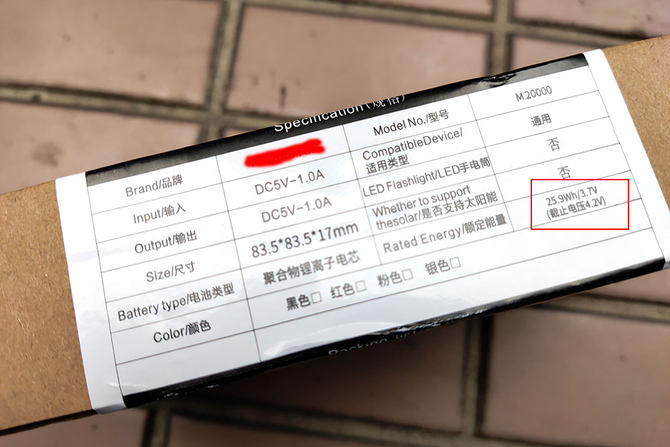 Specification(规格)
Brand/品牌
Model No./型号
M20000
Input/输入
DC5V-1.0A
CompatibleDevice/
适用类型
通用
Output/输出
DC5V-1.0A
LED Flashlight/LED手电筒
否
Size/尺寸
83.5*83.5*17mm
Whether to support
thesolar/是否支持太阳能
否
Battery type/电池类型
聚合物锂离子电芯
Rated Energy/额定能量
25.9Wh/3.7V
(截止电压4.2V)
Color/颜色
黑色□ 红色□ 粉色□ 银色□